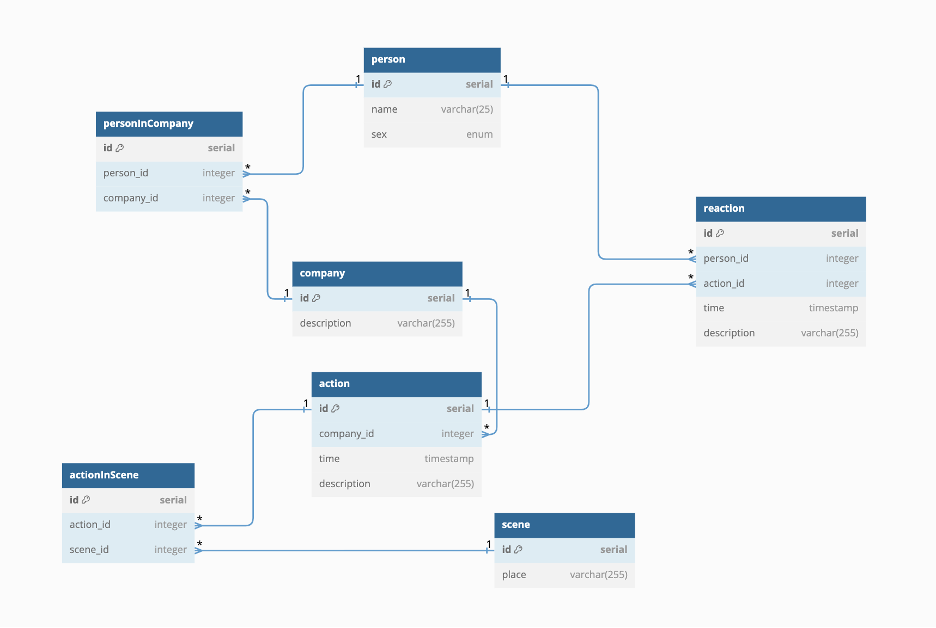 person
id serial
name varchar(25)
sex enum
1
1
personInCompany
id serial
person_id integer
company_id integer
*
*
reaction
id serial
person_id integer
action_id integer
time timestamp
description varchar(255)
*
*
company
id serial
description varchar(255)
1
1
action
id serial
company_id integer
time timestamp
description varchar(255)
1
1
*
actionInScene
id serial
action_id integer
scene_id integer
*
*
scene
id serial
place varchar(255)
1